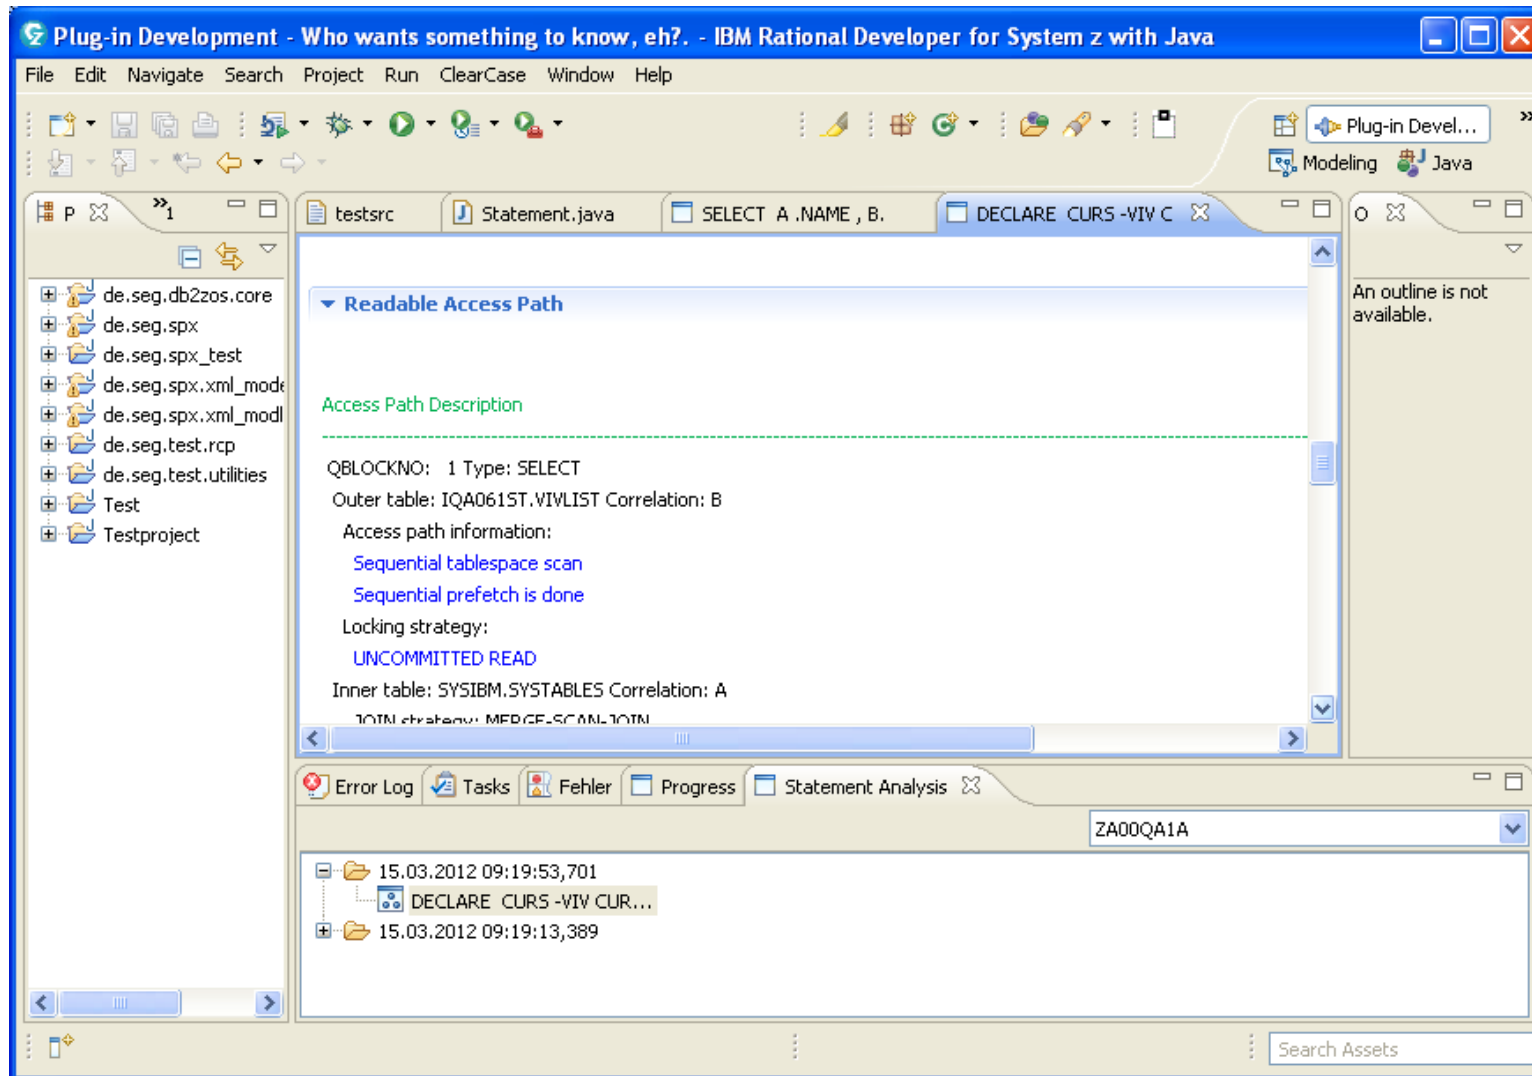 Plug-in Development - Who wants something to know, eh?. - IBM Rational Developer for System z with Java
File Edit Navigate Search Project Run ClearCase Window Help
Plug-in Devel...
Modeling Java
P 1
testsrc Statement.java SELECT A .NAME , B. DECLARE CURS -VIV C
O
de.seg.db2zos.core
de.seg.spx
de.seg.spx_test
de.seg.spx.xml_mode
de.seg.spx.xml_modl
de.seg.test.rcp
de.seg.test.utilities
Test
Testproject
Readable Access Path
Access Path Description
--------------------------------------------------------------------------------
QBLOCKNO: 1 Type: SELECT
Outer table: IQA061ST.VIVLIST Correlation: B
Access path information:
Sequential tablespace scan
Sequential prefetch is done
Locking strategy:
UNCOMMITTED READ
Inner table: SYSIBM.SYSTABLES Correlation: A
JOIN strategy: MERGE-SCAN-JOIN
An outline is not
available.
Error Log Tasks Fehler Progress Statement Analysis
ZA00QA1A
15.03.2012 09:19:53,701
DECLARE CURS -VIV CUR...
15.03.2012 09:19:13,389
Search Assets